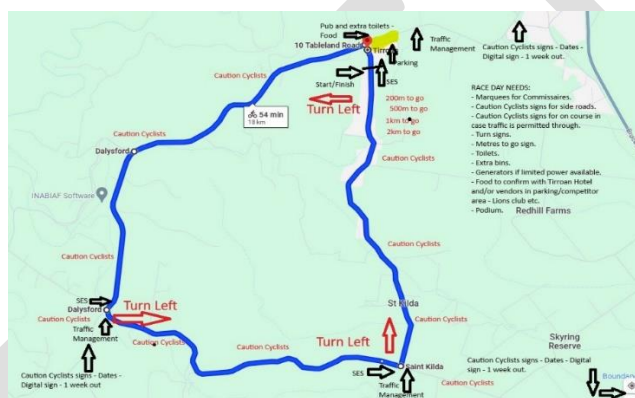 Pub and extra toilets -
Food
10 Tableland Road
Tirroan
Traffic
Management
Parking
Caution Cyclists signs - Dates -
Digital sign - 1 week out.
Caution Cyclists
Start/Finish
SES
200m to go
500m to go
1km to go
2km to go
Turn Left
54 min
Caution Cyclists
Caution Cyclists
Dalysford
INABIAF Software
RACE DAY NEEDS:
- Marquees for Commissaires.
- Caution Cyclists signs for side roads.
- Caution Cyclists signs for on course in
case traffic is permitted through.
- Turn signs.
- Metres to go sign.
- Toilets.
- Extra bins.
- Generators if limited power available.
- Food to confirm with Tirroan Hotel
and/or vendors in parking/competitor
area - Lions club etc.
- Podium.
Redhill Farms
Caution Cyclists
SES
Dalysford
Turn Left
St Kilda
Caution Cyclists
Traffic
Management
Caution Cyclists
Caution Cyclists
Turn Left
Skyring
Reserve
Caution Cyclists signs - Dates -
Digital sign - 1 week out
Caution Cyclists
SES
Saint Kilda
Traffic
Management
Caution Cyclists signs - Dates - Digital
sign - 1 week out.